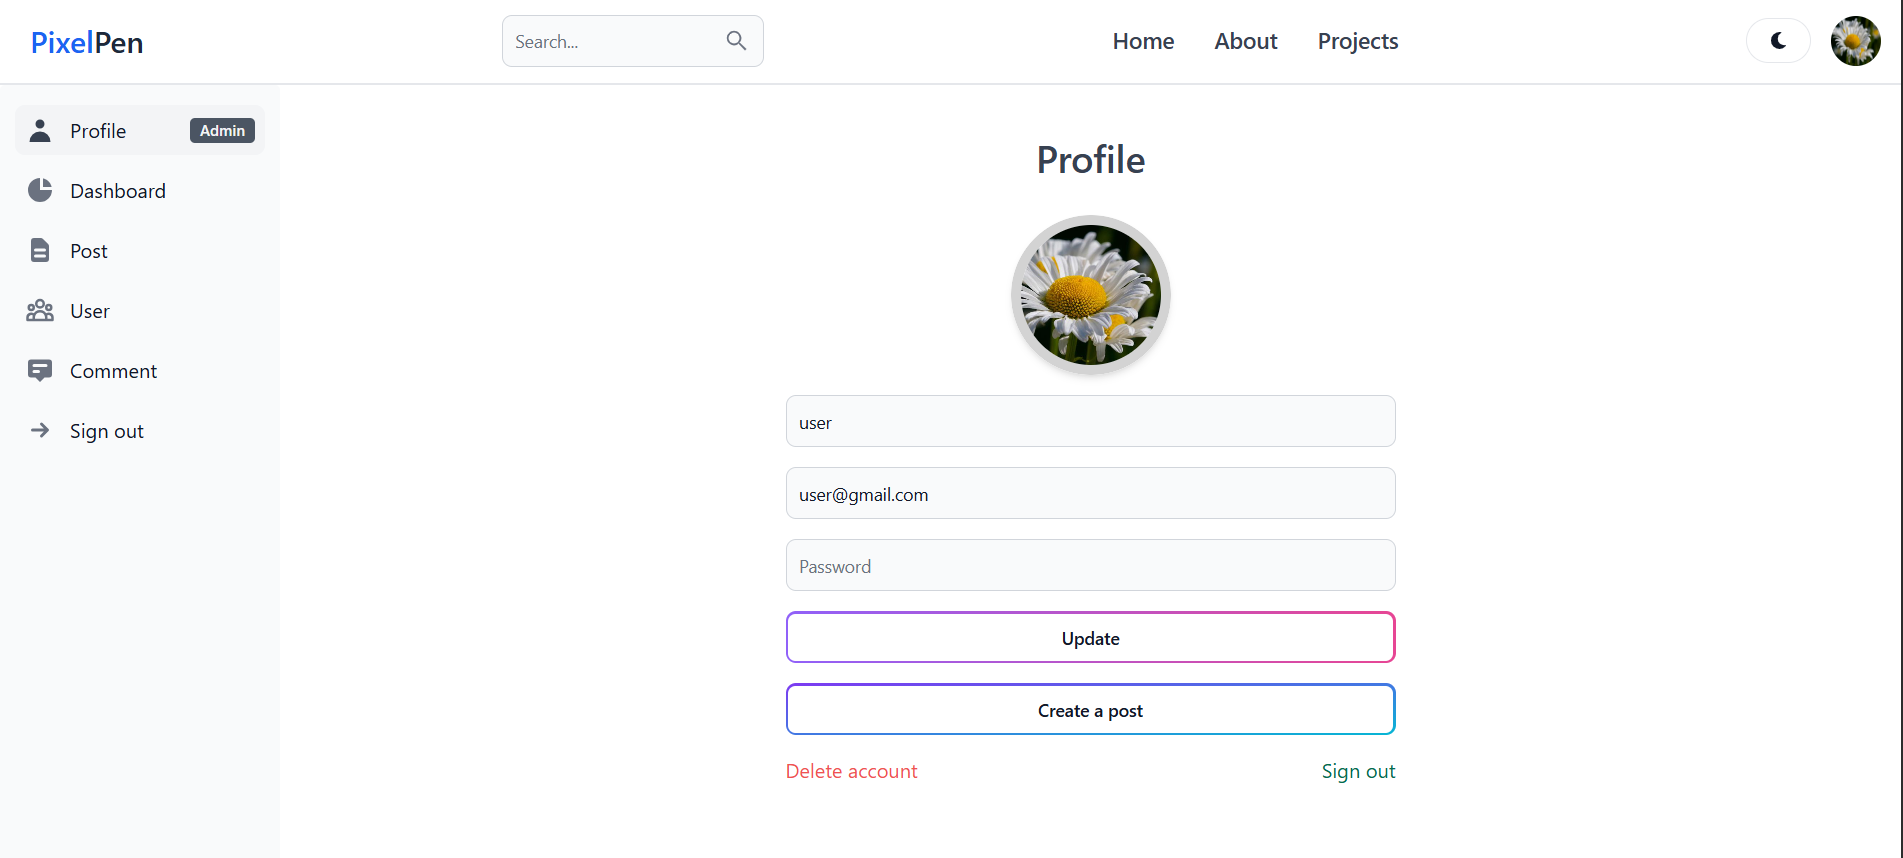 PixelPen
Search...
Home
About
Projects
Profile
Admin
Dashboard
Post
User
Comment
Sign out
Profile
user
user@gmail.com
Password
Update
Create a post
Delete account
Sign out